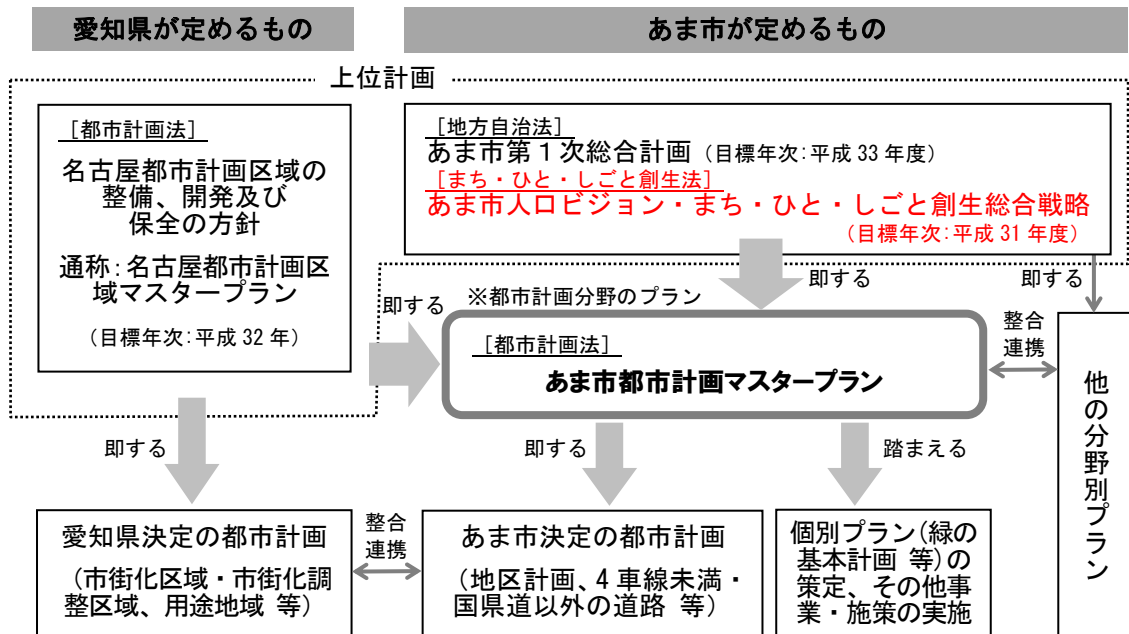 愛知県が定めるもの
あま市が定めるもの
上位計画
[都市計画法]
名古屋都市計画区域の
整備、開発及び
保全の方針
通称:名古屋都市計画区
域マスタープラン
(目標年次:平成 32 年)
[地方自治法]
あま市第1次総合計画 (目標年次:平成 33 年度)
[まち・ひと・しごと創生法]
あま市人口ビジョン・まち・ひと・しごと創生総合戦略
(目標年次:平成 31 年度)
即する
即する
即する
※都市計画分野のプラン
[都市計画法]
あま市都市計画マスタープラン
整合
連携
他の分野別プラン
即する
即する
踏まえる
愛知県決定の都市計画
(市街化区域・市街化調
整区域、用途地域 等)
整合
連携
あま市決定の都市計画
(地区計画、4車線未満・
国県道以外の道路 等)
個別プラン(緑の
基本計画 等)の
策定、その他事
業・施策の実施